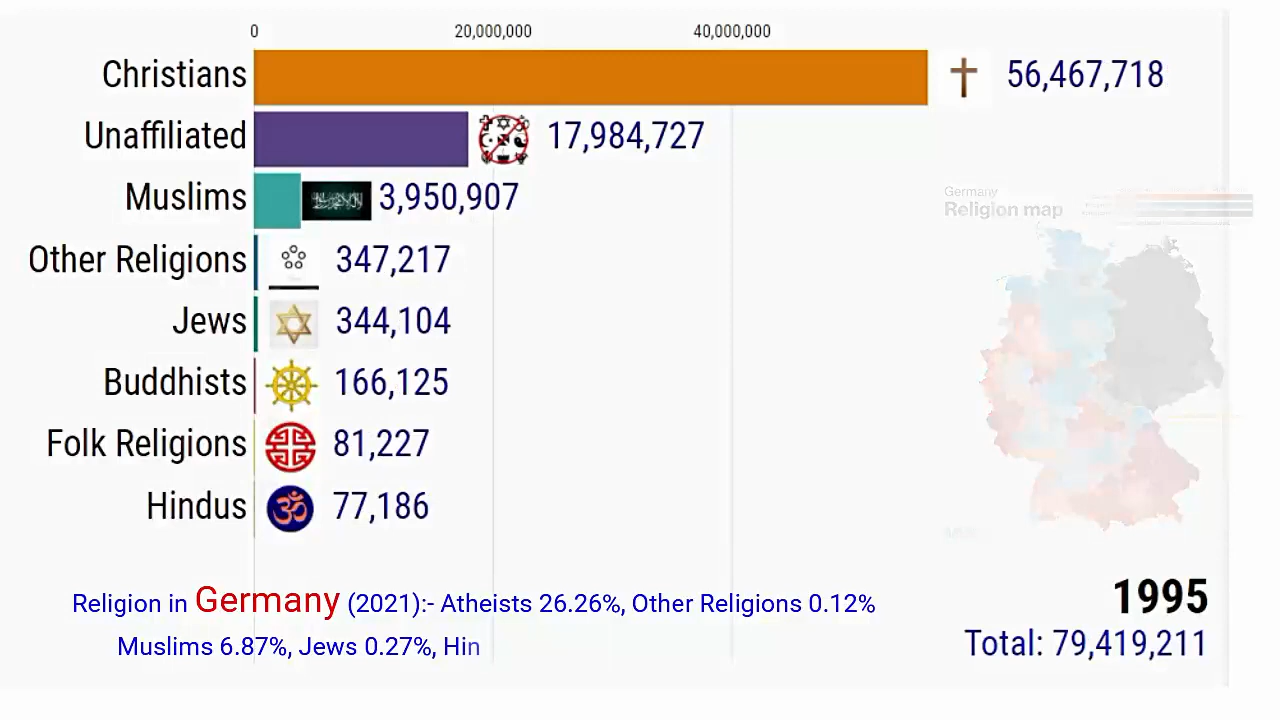 0 20,000,000 40,000,000
Christians 56,467,718
Unaffiliated 17,984,727
Muslims 3,950,907
Germany
Religion map
Other Religions 347,217
Jews 344,104
Buddhists 166,125
Folk Religions 81,227
ॐ
Hindus 77,186
Religion in Germany (2021):- Atheists 26.26%, Other Religions 0.12%
Muslims 6.87%, Jews 0.27%, Hin
1995
Total: 79,419,211